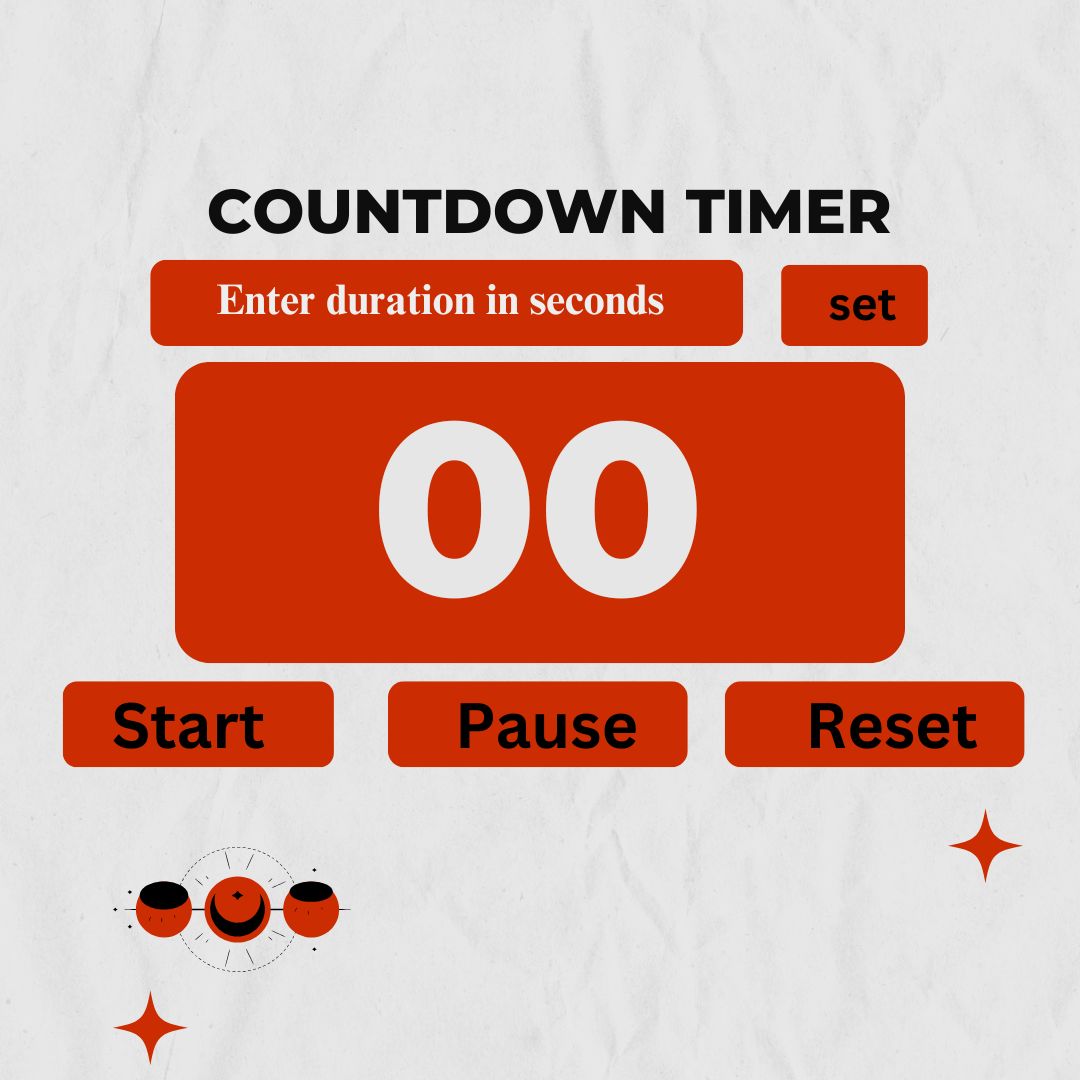 COUNTDOWN TIMER
Enter duration in seconds
set
00
Start
Pause
Reset